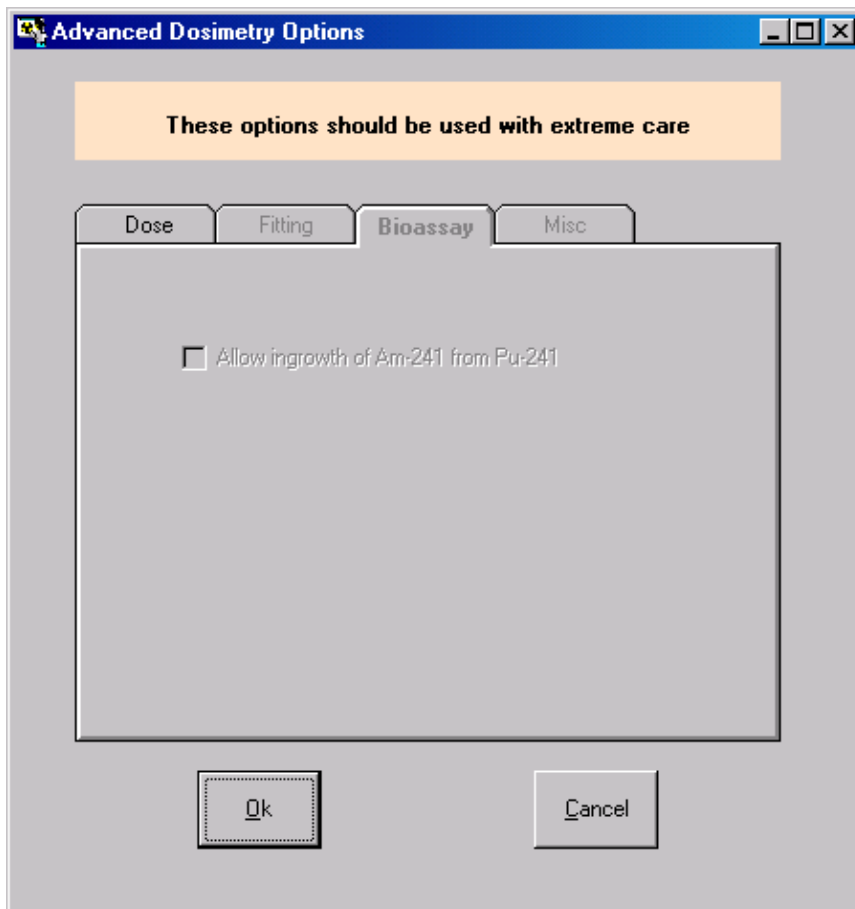 Advanced Dosimetry Options
These options should be used with extreme care
Dose Fitting Bioassay Misc
Allow ingrowth of Am-241 from Pu-241
Ok Cancel